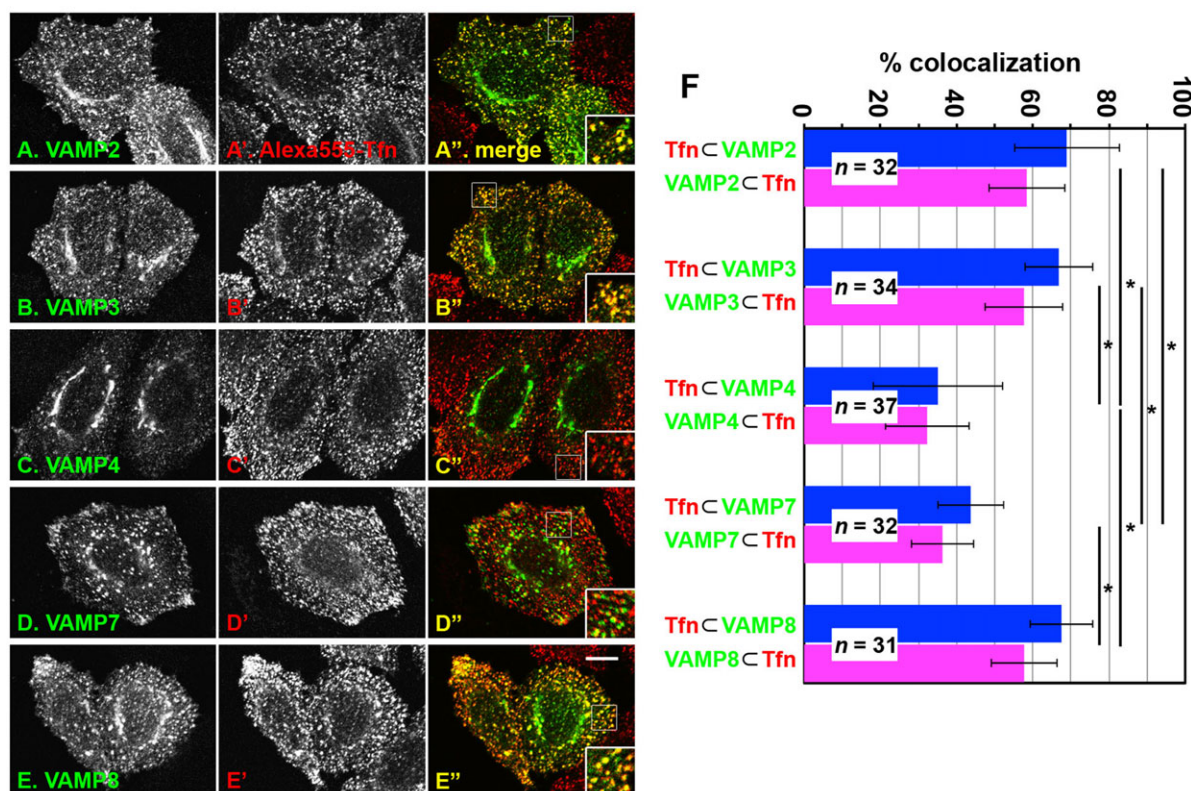 A. VAMP2
A' Alexa555-Tfn
A". merge
B. VAMP3
B'
B"
C. VAMP4
C'
C"
D. VAMP7
D'
D"
E. VAMP8
E'
E"
F
% colocalization
0 20 40 60 80 100
Tfn⊂VAMP2
n = 32
VAMP2⊂Tfn
Tfn⊂VAMP3
n = 34
VAMP3⊂Tfn
Tfn⊂VAMP4
n = 37
VAMP4⊂Tfn
Tfn⊂VAMP7
n = 32
VAMP7⊂Tfn
Tfn⊂VAMP8
n = 31
VAMP8⊂Tfn
*
*
*
*
*
*